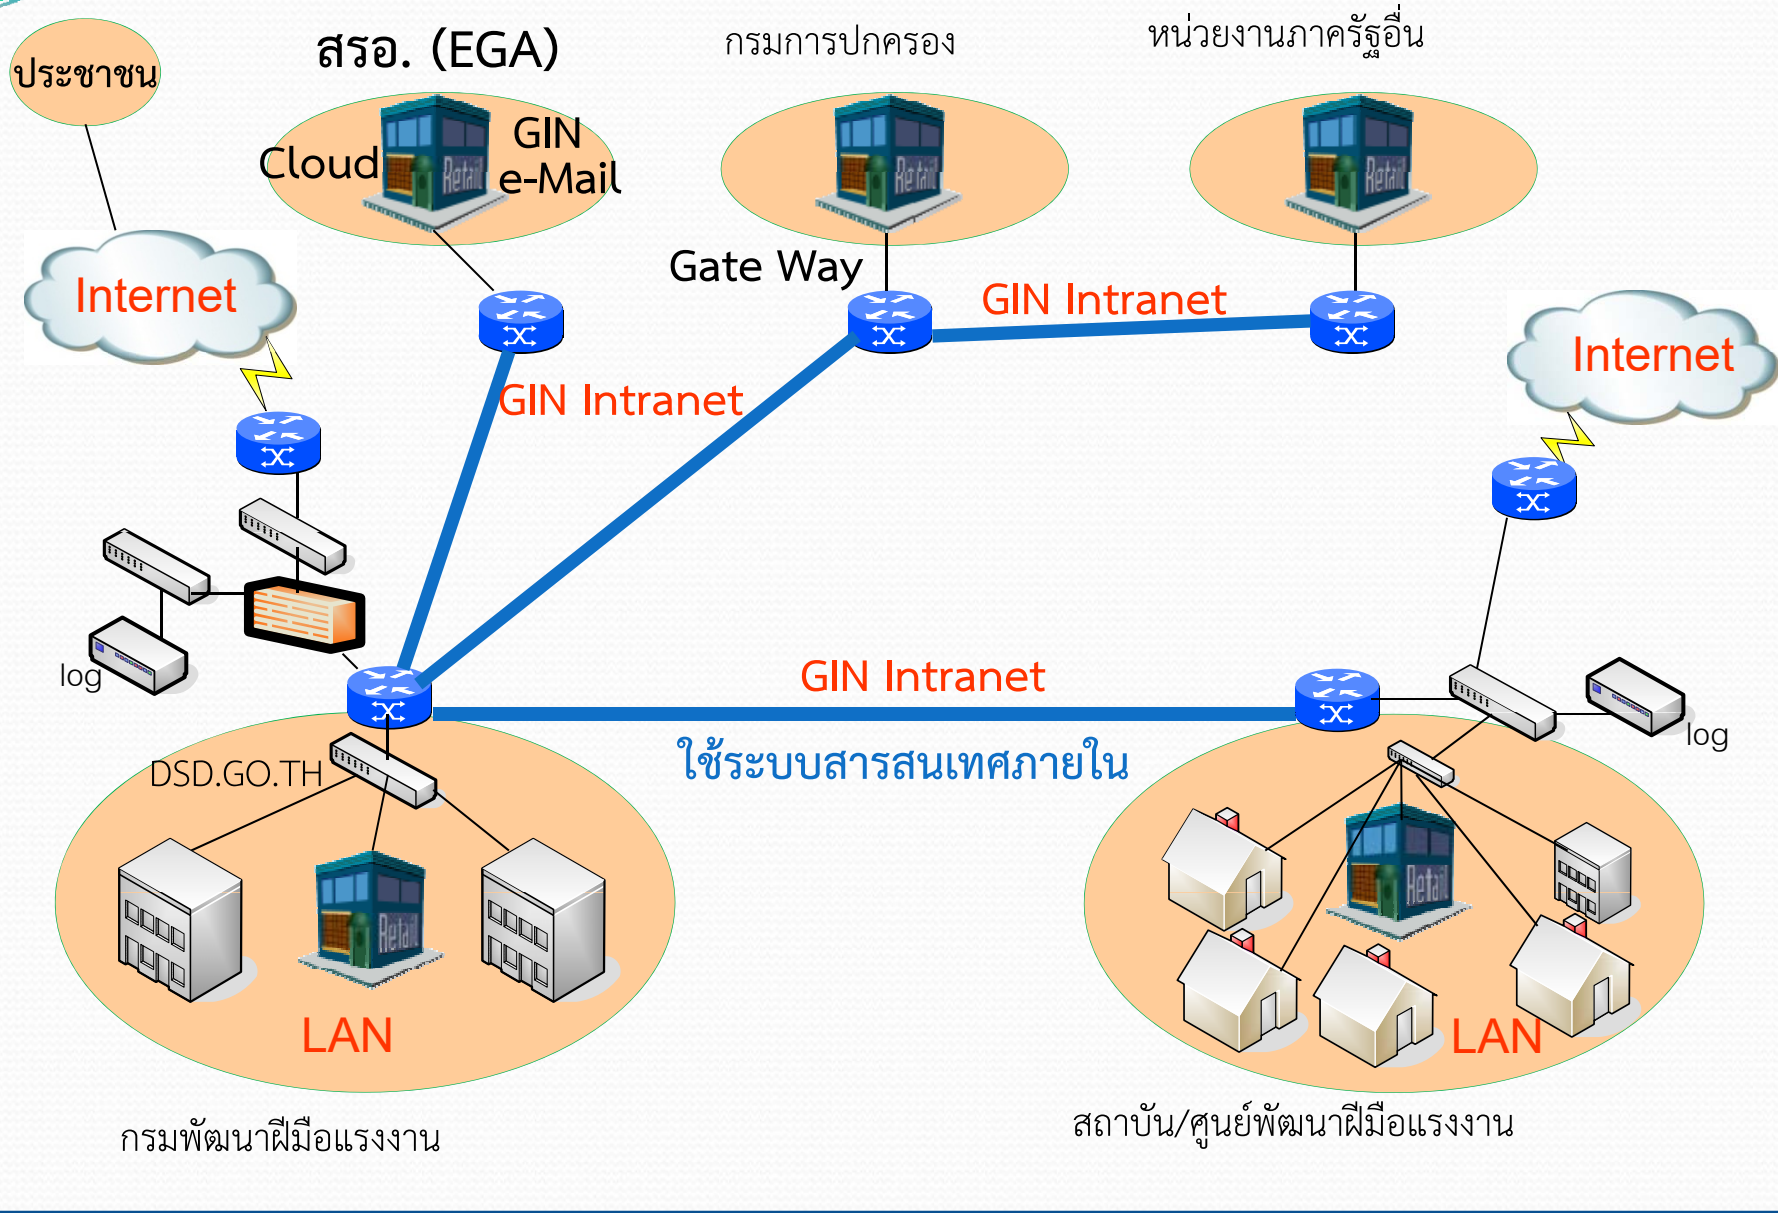 ประชาชน
สรอ. (EGA)
กรมการปกครอง
หน่วยงานภาครัฐอื่น
Cloud
GIN
e-Mail
Retail
Retail
Retail
Internet
Gate Way
GIN Intranet
Internet
GIN Intranet
log
GIN Intranet
log
ใช้ระบบสารสนเทศภายใน
DSD.GO.TH
Retail
Retail
LAN
LAN
กรมพัฒนาฝีมือแรงงาน
สถาบัน/ศูนย์พัฒนาฝีมือแรงงาน